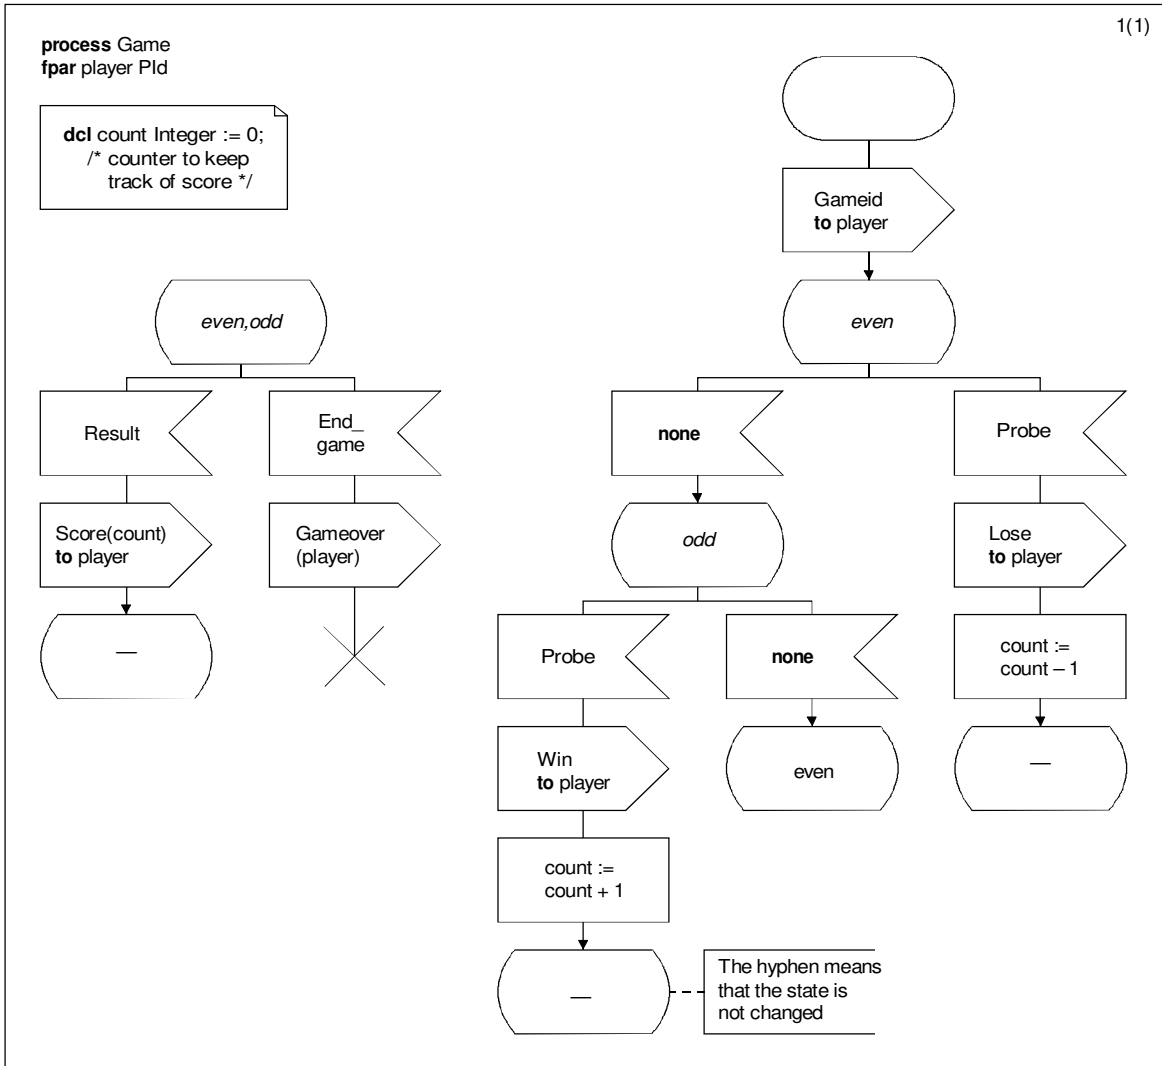 1(1)
process Game
fpar player PId
dcl count Integer := 0;
/* counter to keep
track of score */
Gameid
to player
even,odd
even
Result
End_
game
none
Probe
Score(count)
to player
Gameover
(player)
odd
Lose
to player
—
Probe
none
count :=
count – 1
Win
to player
even
—
count :=
count + 1
—
The hyphen means
that the state is
not changed